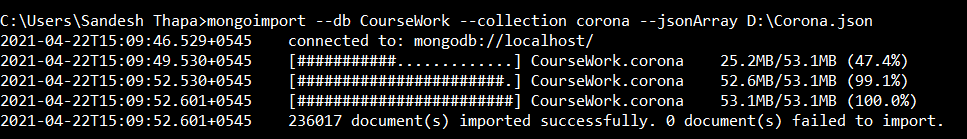 C:\Users\Sandesh Thapa>mongoimport --db CourseWork --collection corona --jsonArray D:\Corona.json
2021-04-22T15:09:46.529+0545    connected to: mongodb://localhost/
2021-04-22T15:09:49.530+0545    [###########.............] CourseWork.corona    25.2MB/53.1MB (47.4%)
2021-04-22T15:09:52.530+0545    [#######################.] CourseWork.corona    52.6MB/53.1MB (99.1%)
2021-04-22T15:09:52.601+0545    [########################] CourseWork.corona    53.1MB/53.1MB (100.0%)
2021-04-22T15:09:52.601+0545    236017 document(s) imported successfully. 0 document(s) failed to import.